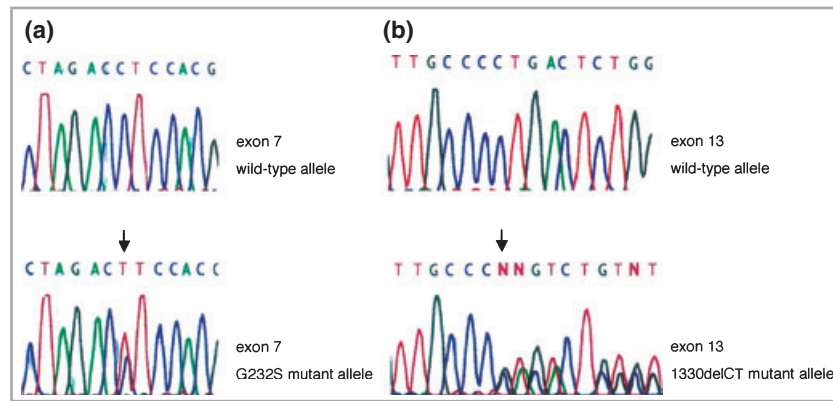 (a)
CTAGACCTCCACG
exon 7
wild-type allele
CTAGACTTCCACC
exon 7
G232S mutant allele
(b)
TTGCCCCTGACTCTGG
exon 13
wild-type allele
TTGCCCNNGTCTGTNT
exon 13
1330delCT mutant allele